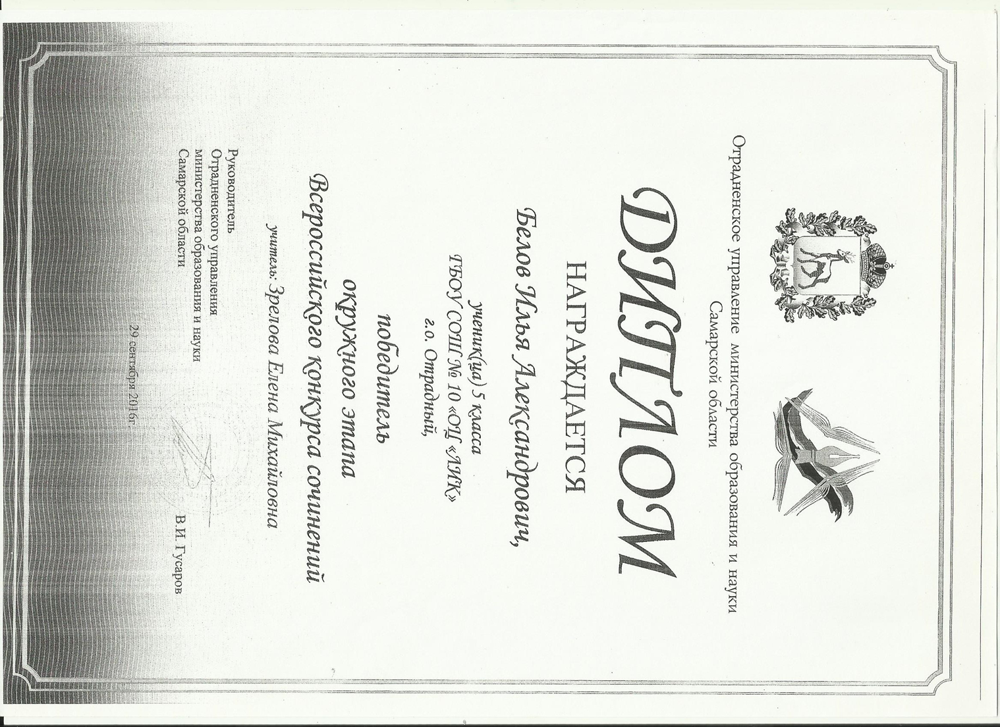 Отрадненское управление министерства образования и науки
Самарской области
ДИПЛОМ
НАГРАЖДАЕТСЯ
Белов Илья Александрович,
ученик(ца) 5 класса
ГБОУ СОШ № 10 «ОЦ «ЛИК»
г.о. Отрадный,
победитель
окружного этапа
Всероссийского конкурса сочинений
учитель: Зрелова Елена Михайловна
Руководитель
Отрадненского управления
министерства образования и науки
Самарской области
В.И. Гусаров
29 сентября 2016г.